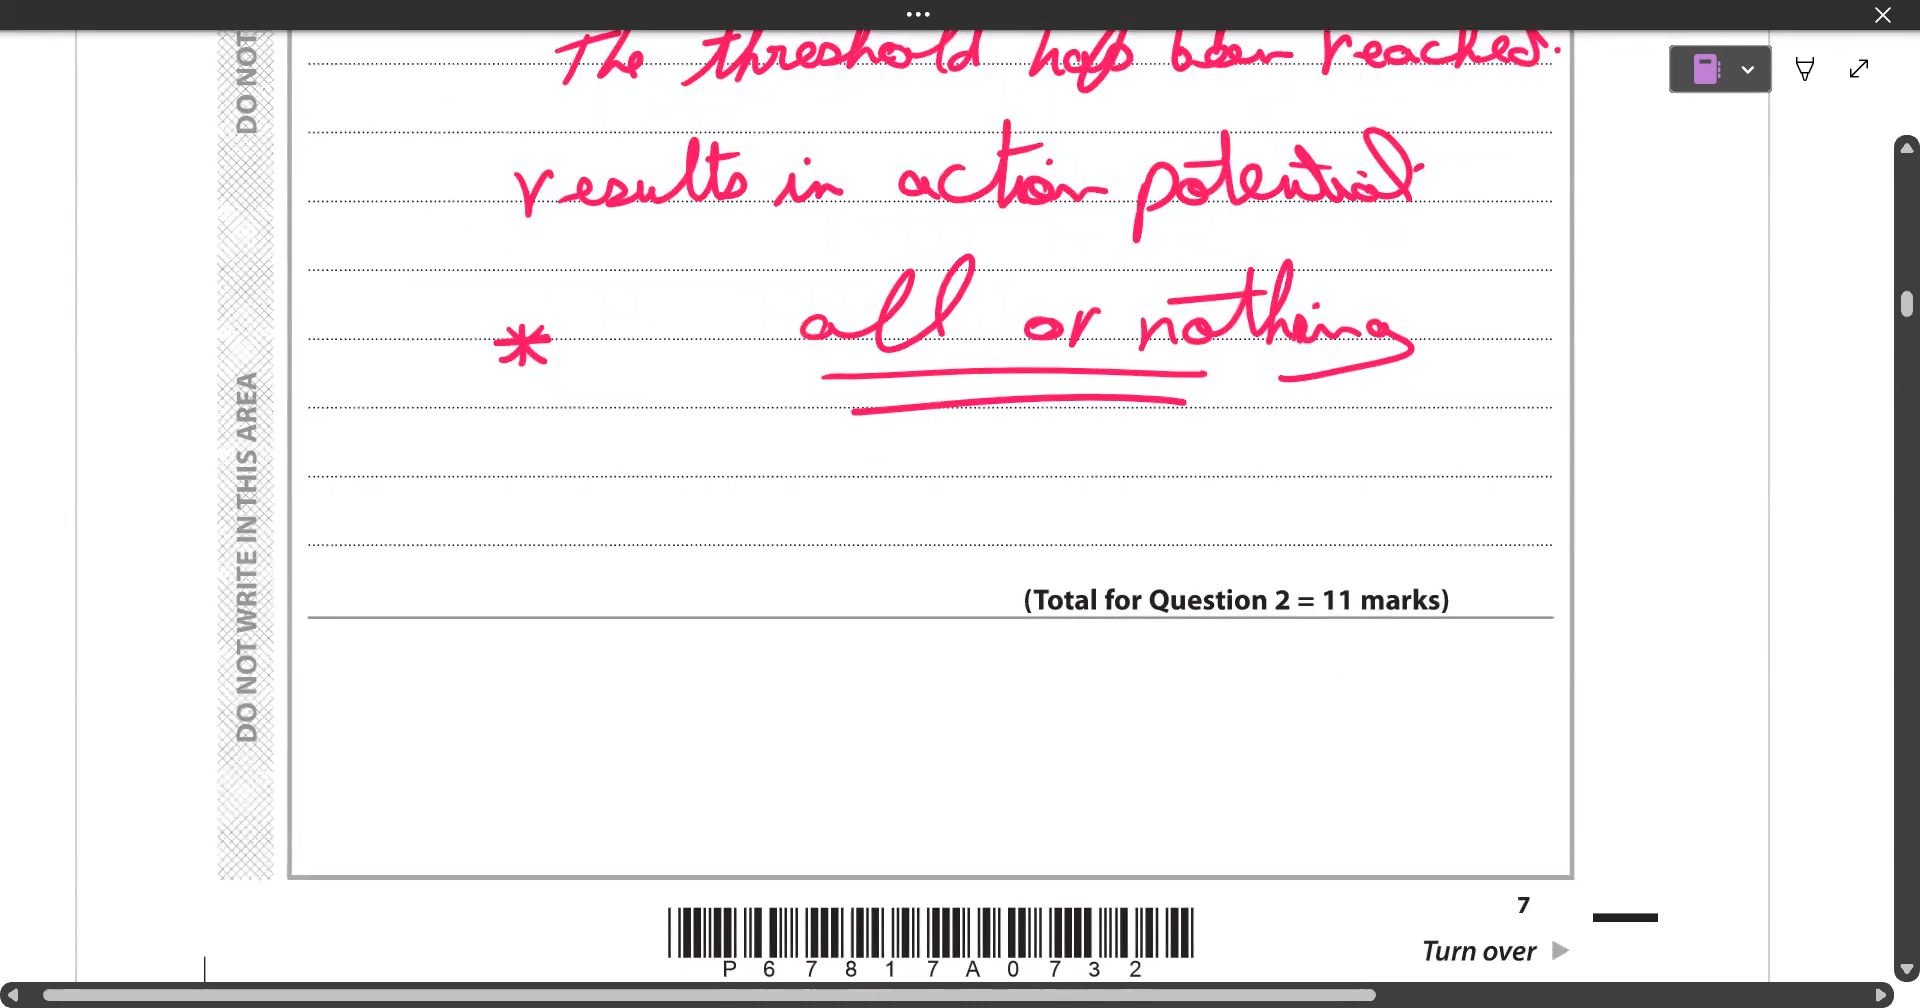 DO NOT
The threshold has been reached.
results in action potential
* all or nothing
DO NOT WRITE IN THIS AREA
(Total for Question 2 = 11 marks)
7
P 6 7 8 1 7 A 0 7 3 2
Turn over